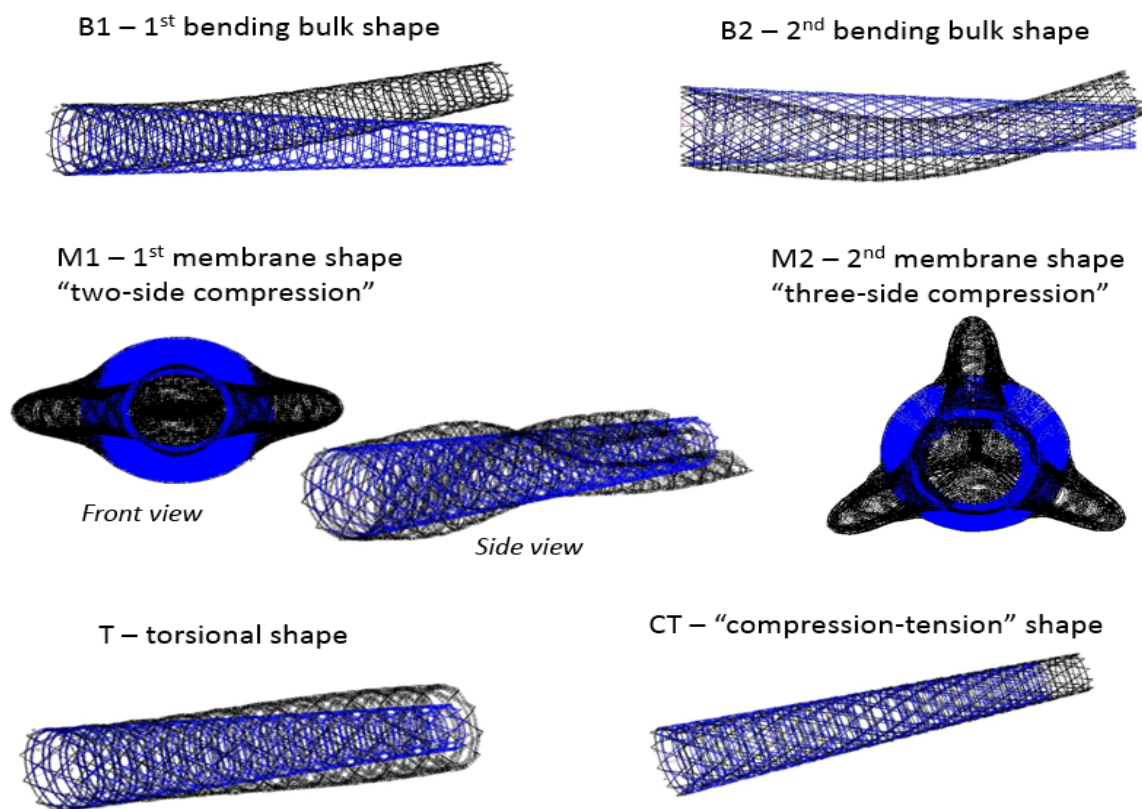 B1 – 1st bending bulk shape
B2 – 2nd bending bulk shape
M1 – 1st membrane shape
“two-side compression”
M2 – 2nd membrane shape
“three-side compression”
Front view
Side view
T – torsional shape
CT – “compression-tension” shape